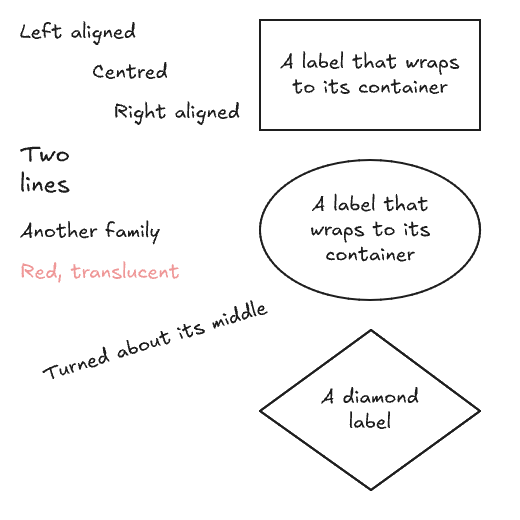 Left aligned
Centred
Right aligned
Two
lines
Another family
Red, translucent
Turned about its middle
A label that wraps
to its container
A label that
wraps to its
container
A diamond
label